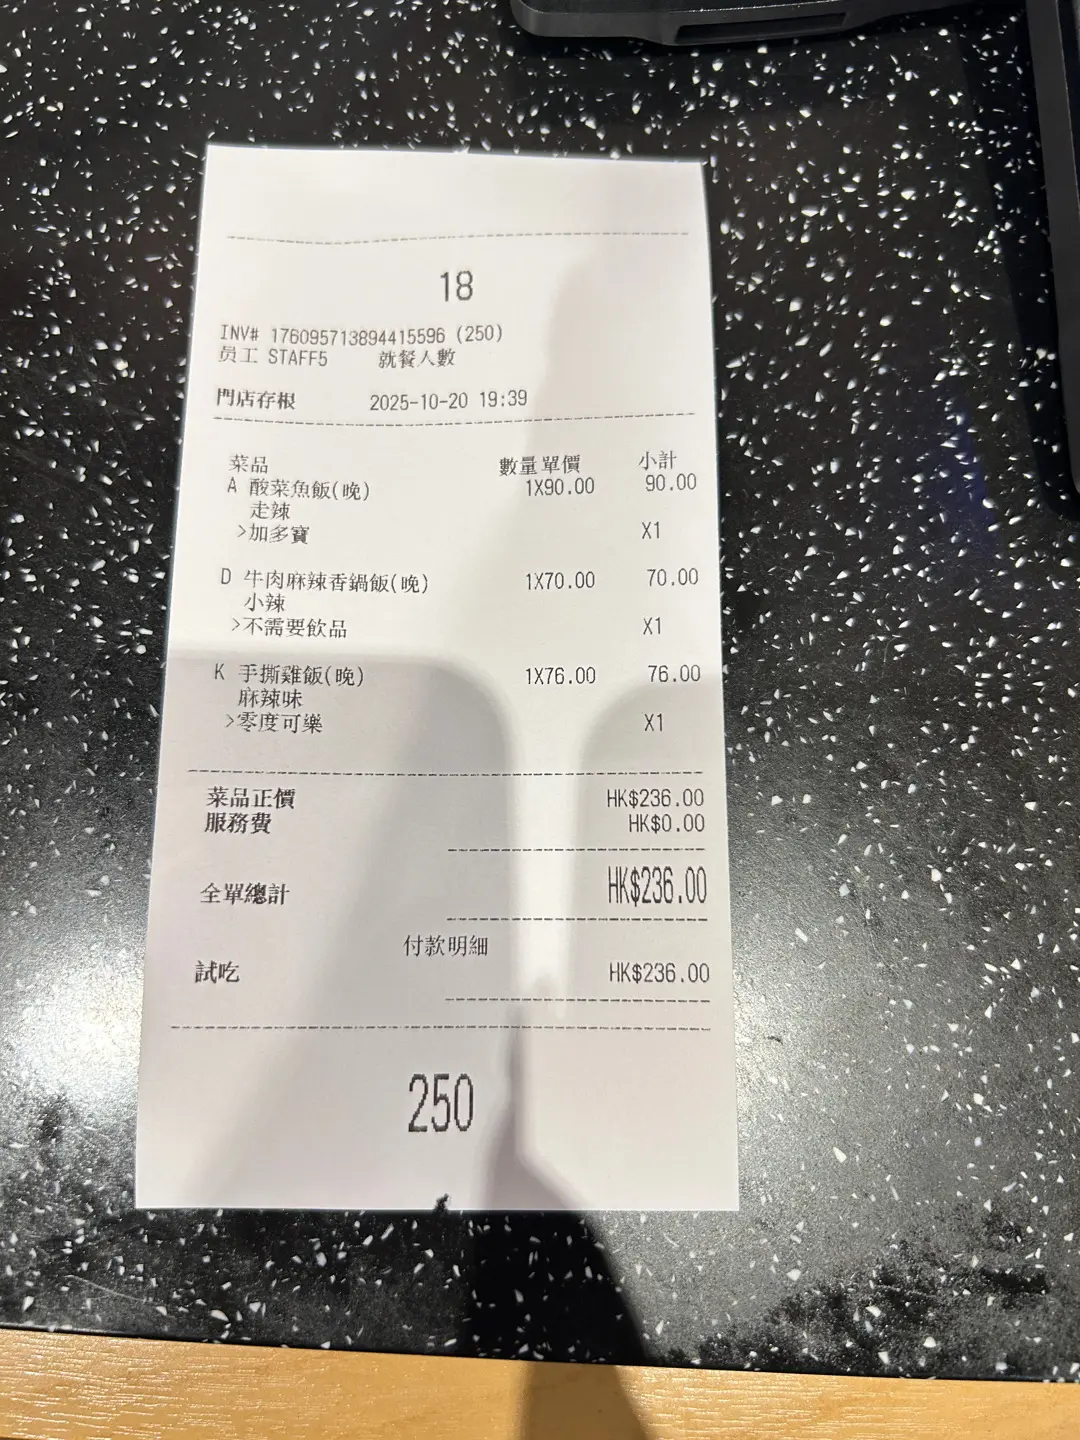 18
INV# 176095713894415596 (250)
员工 STAFF5 就餐人數
門店存根 2025-10-20 19:39
菜品 數量單價 小計
A 酸菜魚飯(晚) 1X90.00 90.00
走辣
>加多寶 X1
D 牛肉麻辣香鍋飯(晚) 1X70.00 70.00
小辣
>不需要飲品 X1
K 手撕雞飯(晚) 1X76.00 76.00
麻辣味
>零度可樂 X1
菜品正價 HK$236.00
服務費 HK$0.00
全單總計 HK$236.00
付款明細
試吃 HK$236.00
250